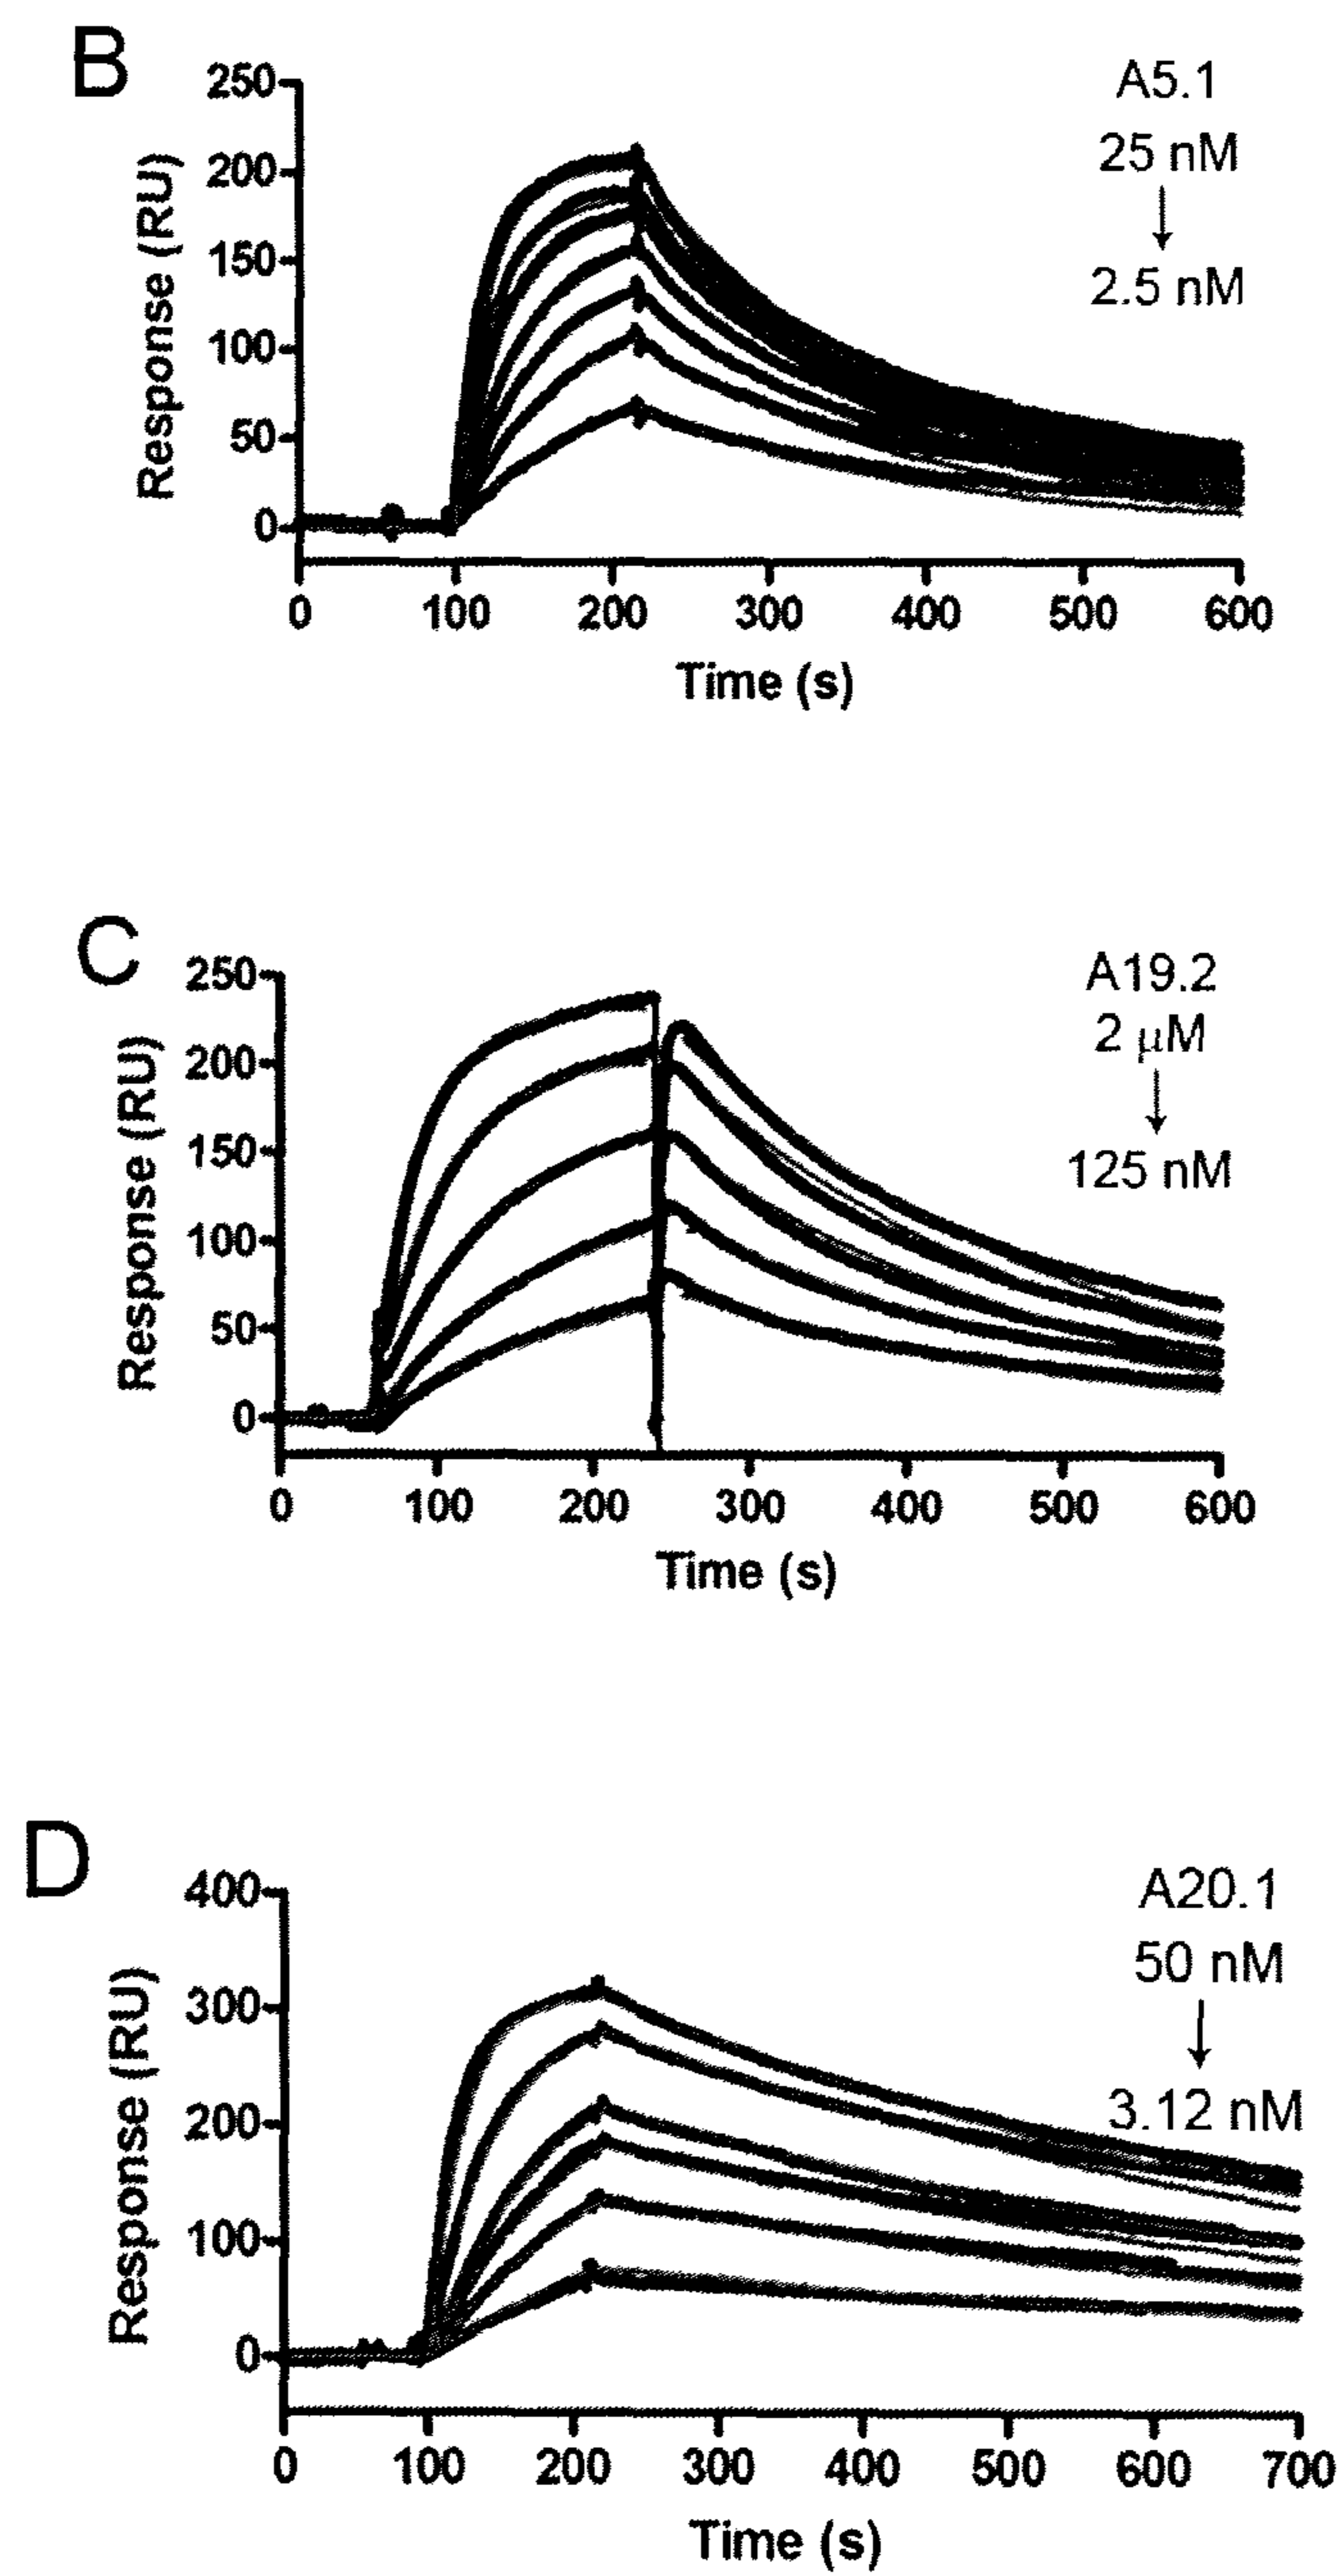 B
A5.1
25 nM
2.5 nM
Response (RU)
250
200
150
100
50
0
0 100 200 300 400 500 600
Time (s)
C
A19.2
2 μM
125 nM
Response (RU)
250
200
150
100
50
0
0 100 200 300 400 500 600
Time (s)
D
A20.1
50 nM
3.12 nM
Response (RU)
400
300
200
100
0
0 100 200 300 400 500 600 700
Time (s)